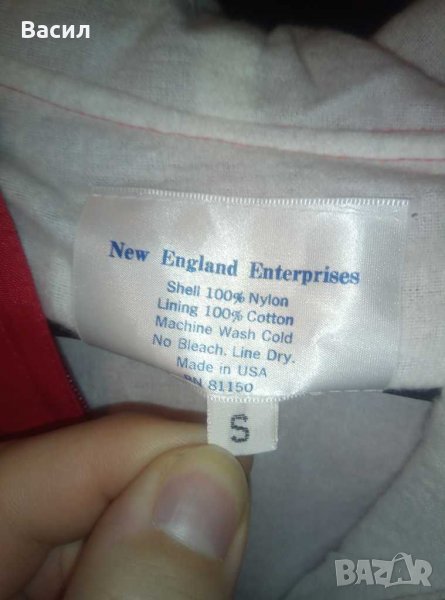 Васил
New England Enterprises
Shell 100% Nylon
Lining 100% Cotton
Machine Wash Cold
No Bleach. Line Dry.
Made in USA
RN 81150
S
BAZAR